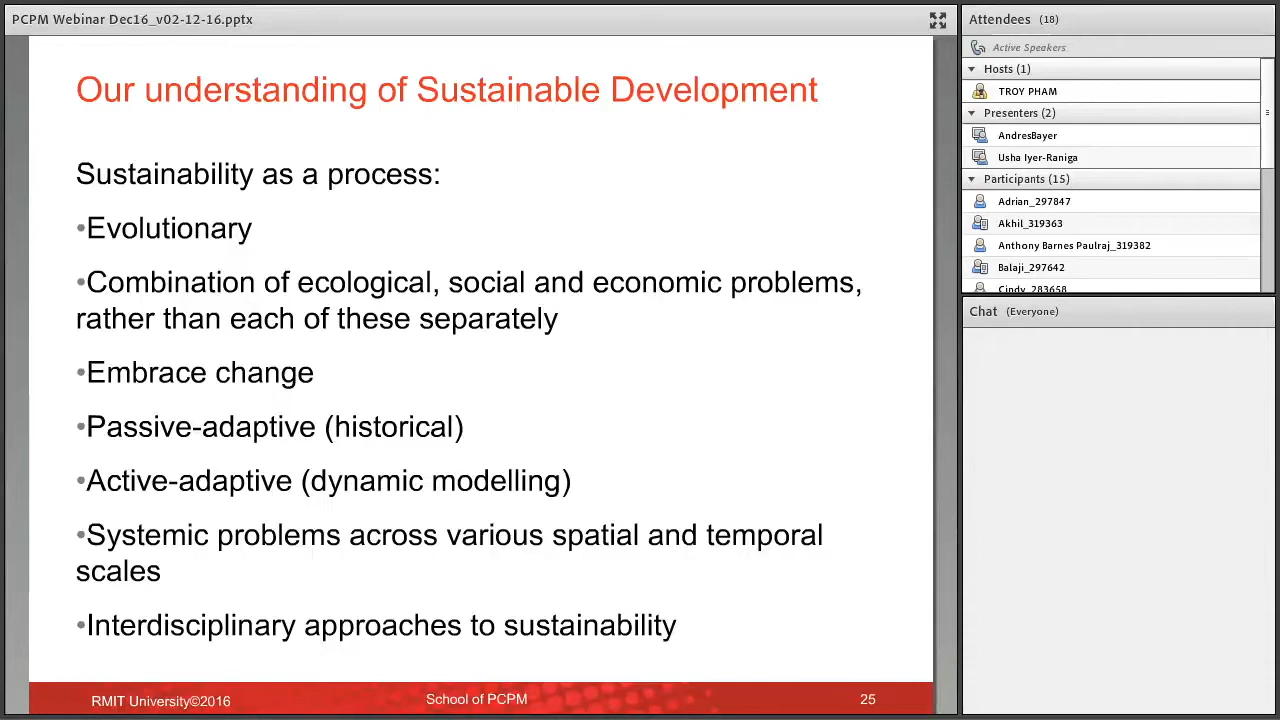 PCPM Webinar Dec16_v02-12-16.pptx
Our understanding of Sustainable Development
Sustainability as a process:
•Evolutionary
•Combination of ecological, social and economic problems,
rather than each of these separately
•Embrace change
•Passive-adaptive (historical)
•Active-adaptive (dynamic modelling)
•Systemic problems across various spatial and temporal
scales
•Interdisciplinary approaches to sustainability
RMIT University©2016
School of PCPM
25
Attendees (18)
Active Speakers
Hosts (1)
TROY PHAM
Presenters (2)
AndresBayer
Usha Iyer-Raniga
Participants (15)
Adrian_297847
Akhil_319363
Anthony Barnes Paulraj_319382
Balaji_297642
Cindy_283658
Chat (Everyone)